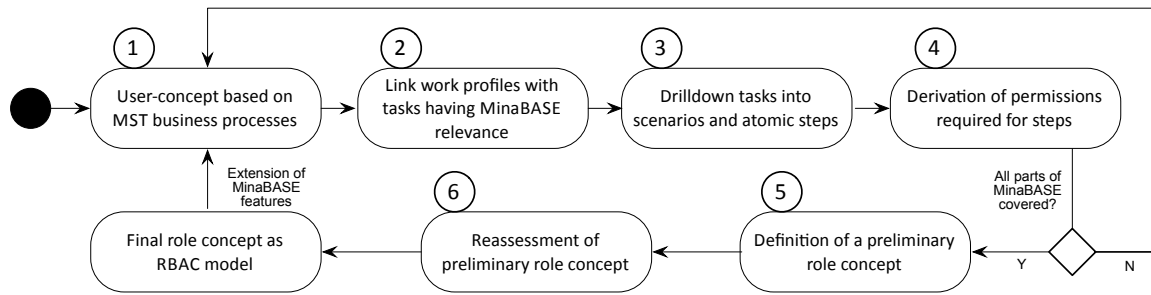 1
User-concept based on
MST business processes
2
Link work profiles with
tasks having MinaBASE
relevance
3
Drilldown tasks into
scenarios and atomic steps
4
Derivation of permissions
required for steps
All parts of
MinaBASE
covered?
Y
N
5
Definition of a preliminary
role concept
6
Reassessment of
preliminary role concept
Final role concept as
RBAC model
Extension of
MinaBASE
features